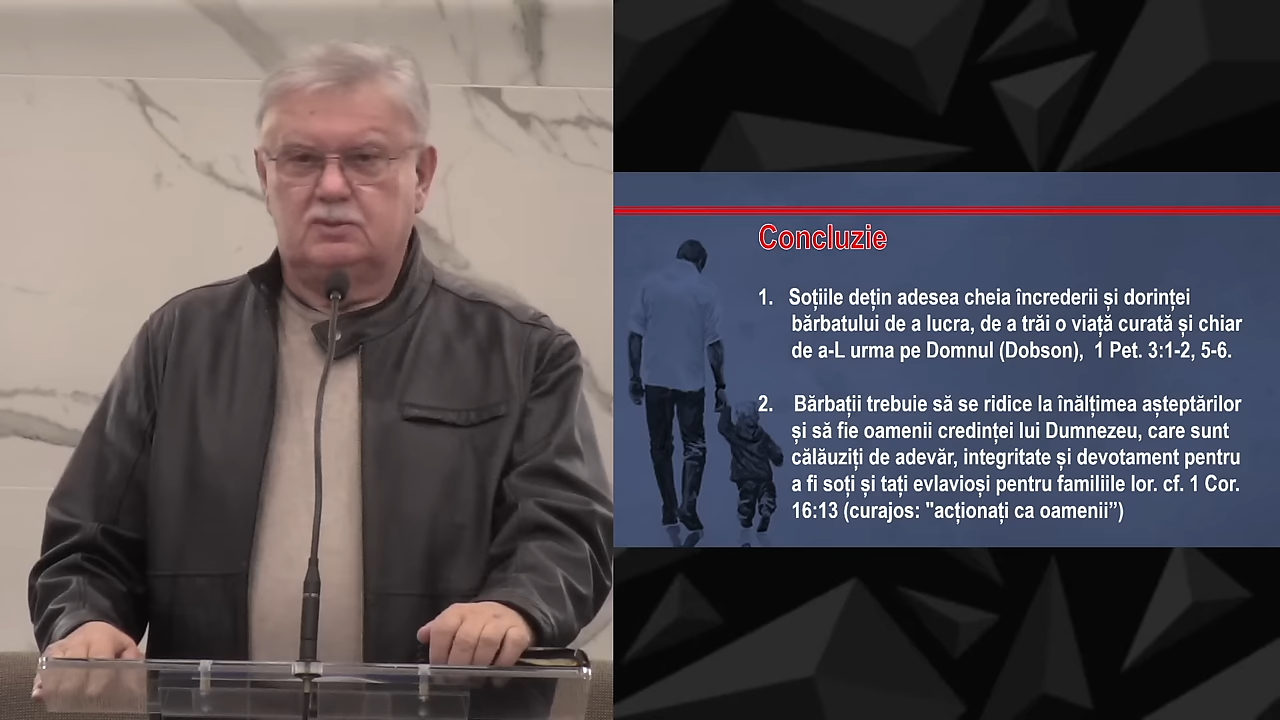 Concluzie
1. Soțiile dețin adesea cheia încrederii și dorinței
bărbatului de a lucra, de a trăi o viață curată și chiar
de a-L urma pe Domnul (Dobson), 1 Pet. 3:1-2, 5-6.
2. Bărbații trebuie să se ridice la înălțimea așteptărilor
și să fie oamenii credinței lui Dumnezeu, care sunt
călăuziți de adevăr, integritate și devotament pentru
a fi soți și tați evlavioși pentru familiile lor. cf. 1 Cor.
16:13 (curajos: "acționați ca oamenii”)